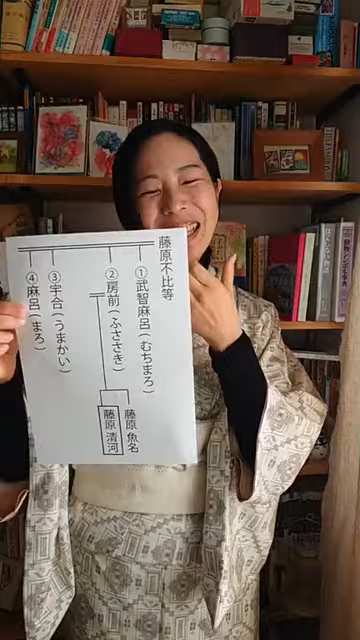 藤原不比等
①武智麻呂(むちまろ)
②房前(ふささき)
③宇合(うまかい)
④麻呂(まろ)
藤原 魚名
藤原 清河